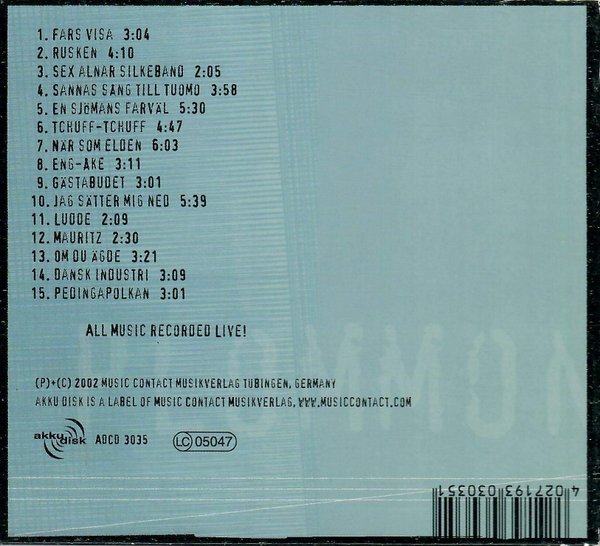 1. FARS VISA 3:04
2. RUSKEN 4:10
3. SEX ALNAR SILKEBAND 2:05
4. SANNAS SANG TILL TUOMO 3:58
5. EN SJÖMANS FARVÄL 5:30
6. TCHUFF-TCHUFF 4:47
7. NÄR SOM ELDEN 6:03
8. ENG-AKE 3:11
9. GÄSTABUDET 3:01
10. JAG SÄTTER MIG NED 5:39
11. LUDDE 2:09
12. MAURITZ 2:30
13. OM DU ÄGDE 3:21
14. DANSK INDUSTRI 3:09
15. PEDINGAPOLKAN 3:01
ALL MUSIC RECORDED LIVE!
(P)+(C) 2002 MUSIC CONTACT MUSIKVERLAG TUBINGEN, GERMANY
AKKU DISK IS A LABEL OF MUSIC CONTACT MUSIKVERLAG, WWW.MUSICCONTACT.COM
akku disk ADCD 3035 LC 05047
4 027193 030351